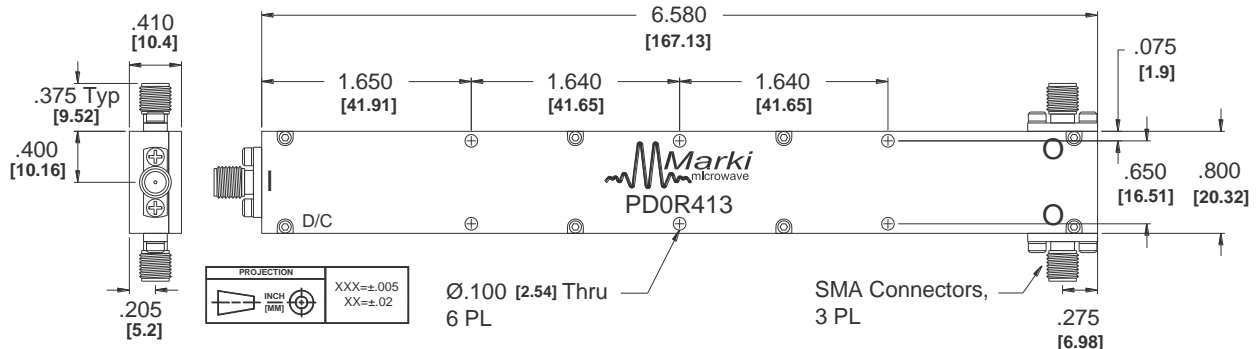 6.580
[167.13]
.410
[10.4]
.075
[1.9]
1.650
[41.91]
1.640
[41.65]
1.640
[41.65]
.375 Typ
[9.52]
.400
[10.16]
I
D/C
Marki
microwave
PD0R413
O
O
.650
[16.51]
.800
[20.32]
PROJECTION
INCH
[MM]
XXX=±.005
XX=±.02
Ø.100 [2.54] Thru
6 PL
SMA Connectors,
3 PL
.205
[5.2]
.275
[6.98]